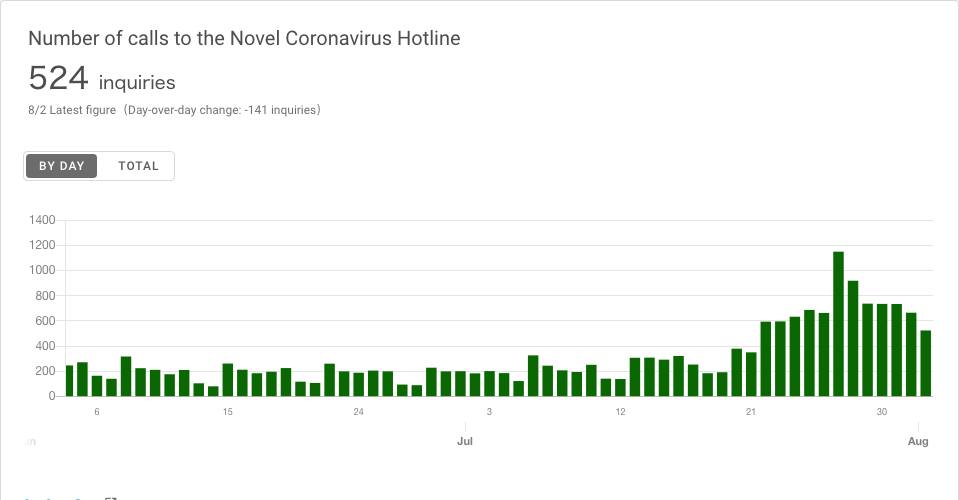 Number of calls to the Novel Coronavirus Hotline
524 inquiries
8/2 Latest figure（Day-over-day change: -141 inquiries）
BY DAY TOTAL
1400
1200
1000
800
600
400
200
0
6 15 24 3 12 21 30
Jul Aug